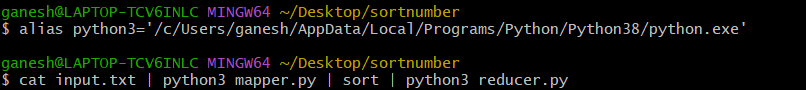 ganesh@LAPTOP-TCV6INLC MINGW64 ~/Desktop/sortnumber
$ alias python3='/c/Users/ganesh/AppData/Local/Programs/Python/Python38/python.exe'
ganesh@LAPTOP-TCV6INLC MINGW64 ~/Desktop/sortnumber
$ cat input.txt | python3 mapper.py | sort | python3 reducer.py